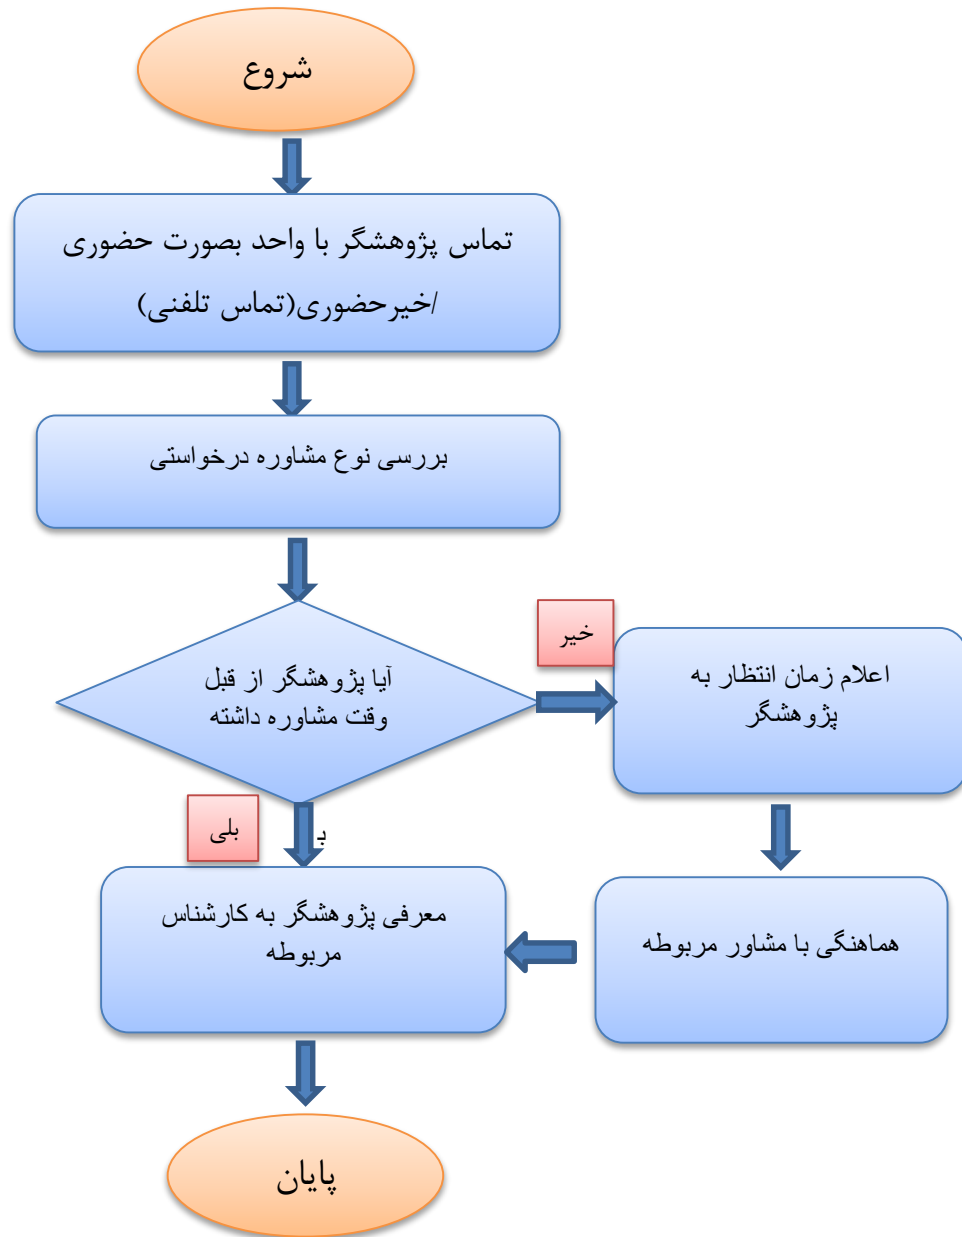 شروع
تماس پژوهشگر با واحد بصورت حضوری
/خیرحضوری(تماس تلفنی)
بررسی نوع مشاوره درخواستی
آیا پژوهشگر از قبل
وقت مشاوره داشته
خیر
اعلام زمان انتظار به
پژوهشگر
بلی
بـ
معرفی پژوهشگر به کارشناس
مربوطه
هماهنگی با مشاور مربوطه
پایان